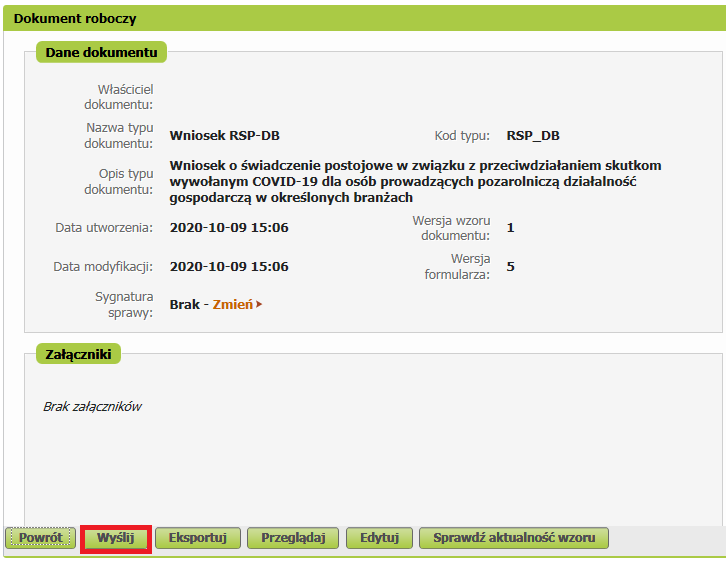 Dokument roboczy
Dane dokumentu
Właściciel
dokumentu:
Nazwa typu
dokumentu:
Wniosek RSP-DB
Kod typu:
RSP_DB
Opis typu
dokumentu:
Wniosek o świadczenie postojowe w związku z przeciwdziałaniem skutkom
wywołanym COVID-19 dla osób prowadzących pozarolniczą działalność
gospodarczą w określonych branżach
Data utworzenia:
2020-10-09 15:06
Wersja wzoru
dokumentu:
1
Data modyfikacji:
2020-10-09 15:06
Wersja
formularza:
5
Sygnatura
sprawy:
Brak - Zmień
Załączniki
Brak załączników
Powrót Wyślij Eksportuj Przeglądaj Edytuj Sprawdź aktualność wzoru